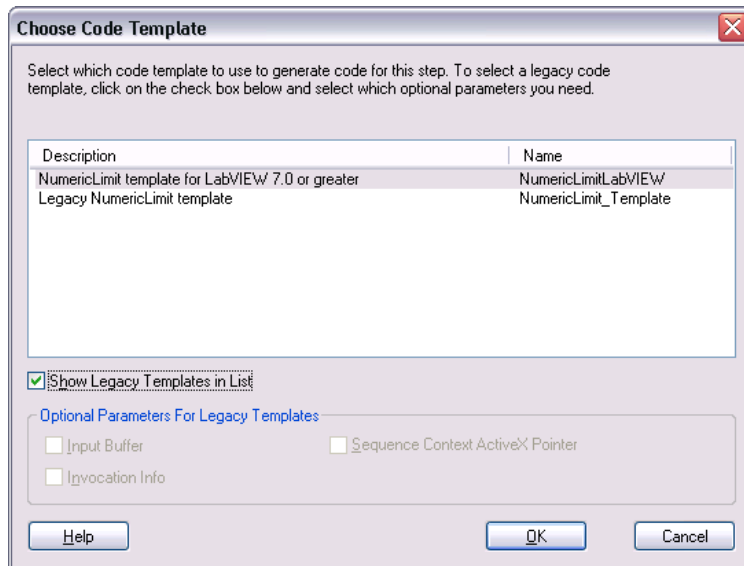 Choose Code Template
Select which code template to use to generate code for this step. To select a legacy code
template, click on the check box below and select which optional parameters you need.
Description Name
NumericLimit template for LabVIEW 7.0 or greater NumericLimitLabVIEW
Legacy NumericLimit template NumericLimit_Template
Show Legacy Templates in List
Optional Parameters For Legacy Templates
Input Buffer Sequence Context ActiveX Pointer
Invocation Info
Help OK Cancel